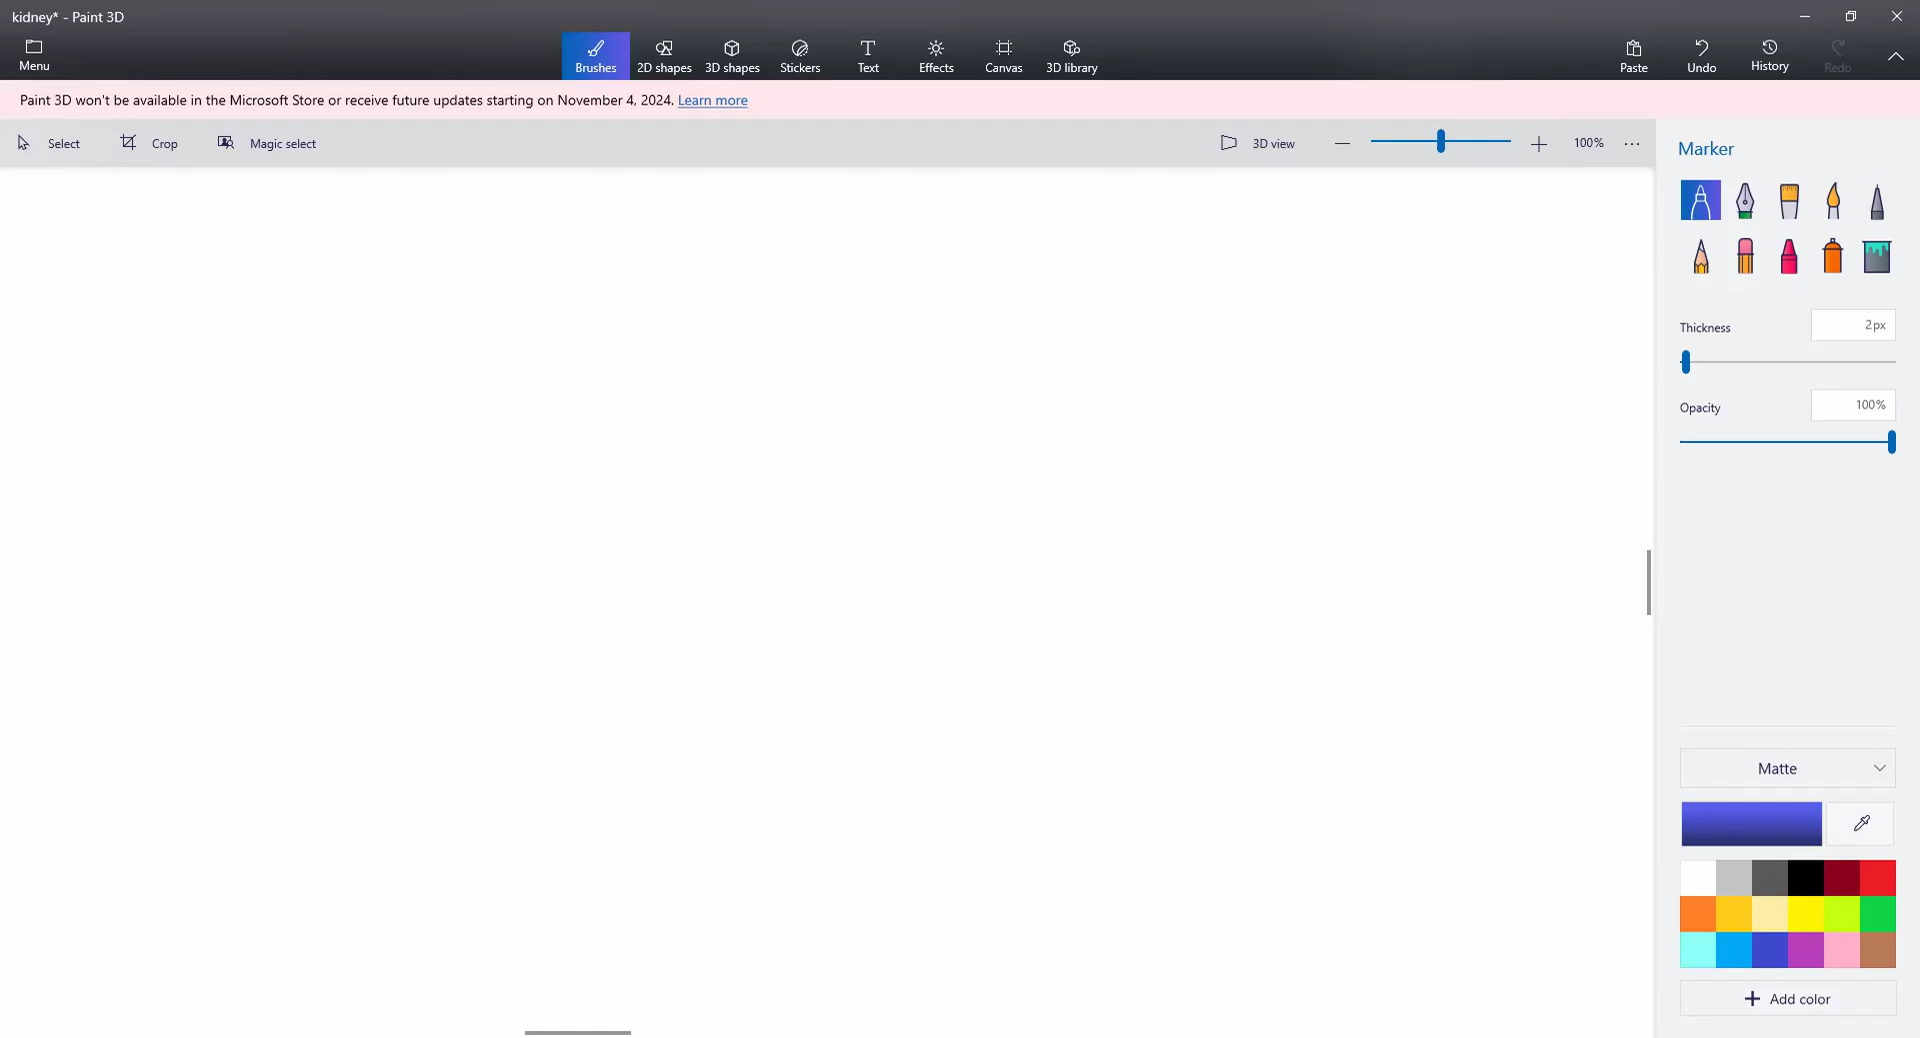 kidney* - Paint 3D
Menu
Brushes
2D shapes
3D shapes
Stickers
Text
Effects
Canvas
3D library
Paste
Undo
History
Redo
Paint 3D won't be available in the Microsoft Store or receive future updates starting on November 4, 2024. Learn more
Select
Crop
Magic select
3D view
100%
Marker
Thickness
2px
Opacity
100%
Matte
Add color